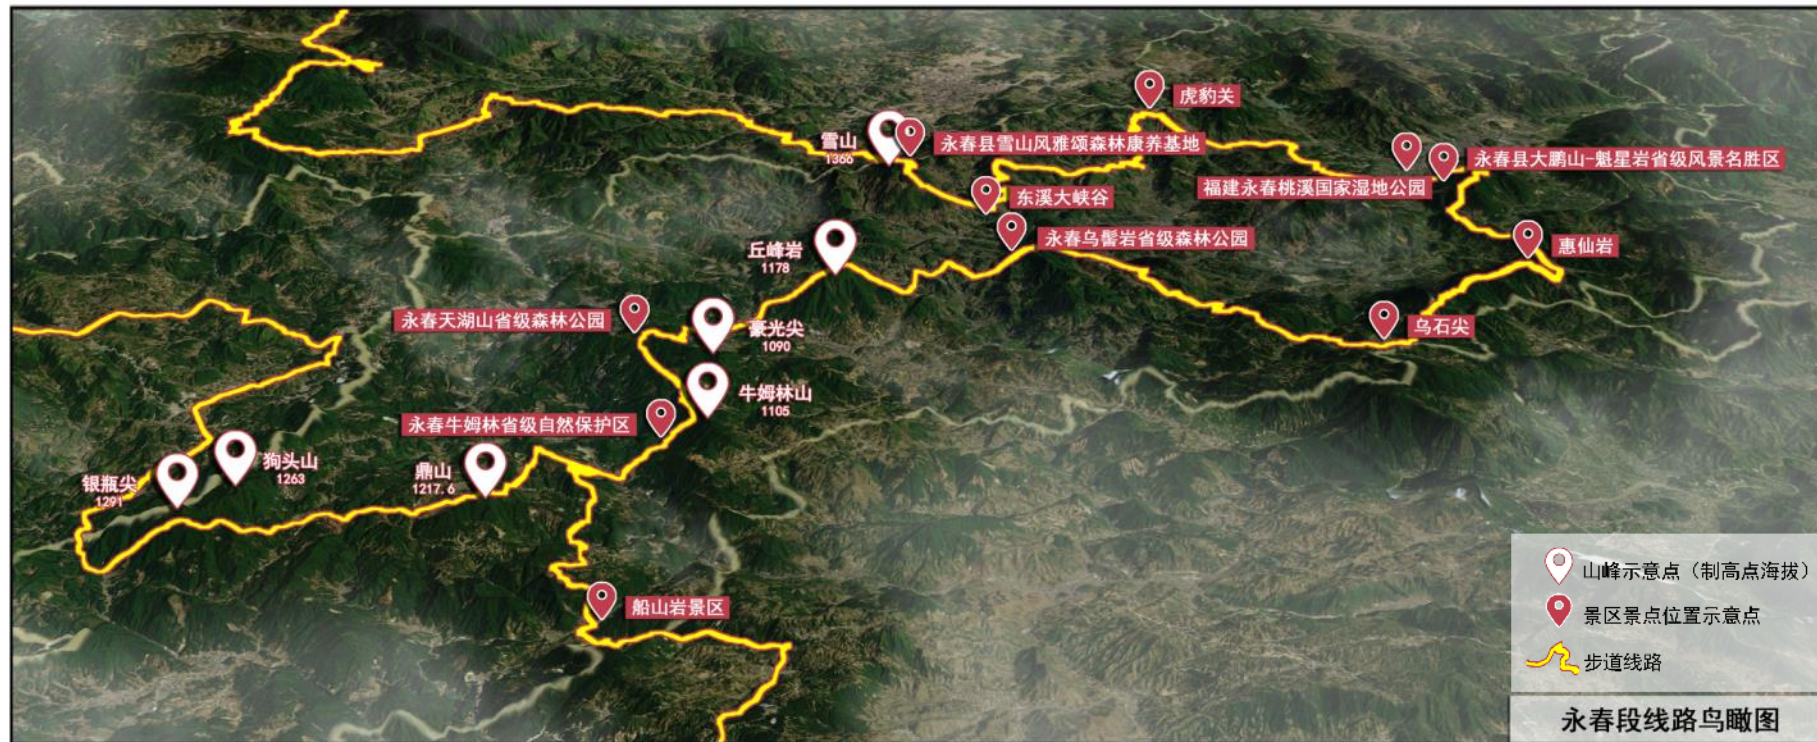 虎豹关
雪山
1366
永春县雪山风雅颂森林康养基地
永春县大鹏山-魁星岩省级风景名胜区
福建永春桃溪国家湿地公园
东溪大峡谷
永春乌髻岩省级森林公园
惠仙岩
丘峰岩
1178
永春天湖山省级森林公园
豪光尖
1090
乌石尖
牛姆林山
1105
永春牛姆林省级自然保护区
狗头山
1263
鼎山
1217.6
银瓶尖
1291
船山岩景区
山峰示意点（制高点海拔）
景区景点位置示意点
步道线路
永春段线路鸟瞰图